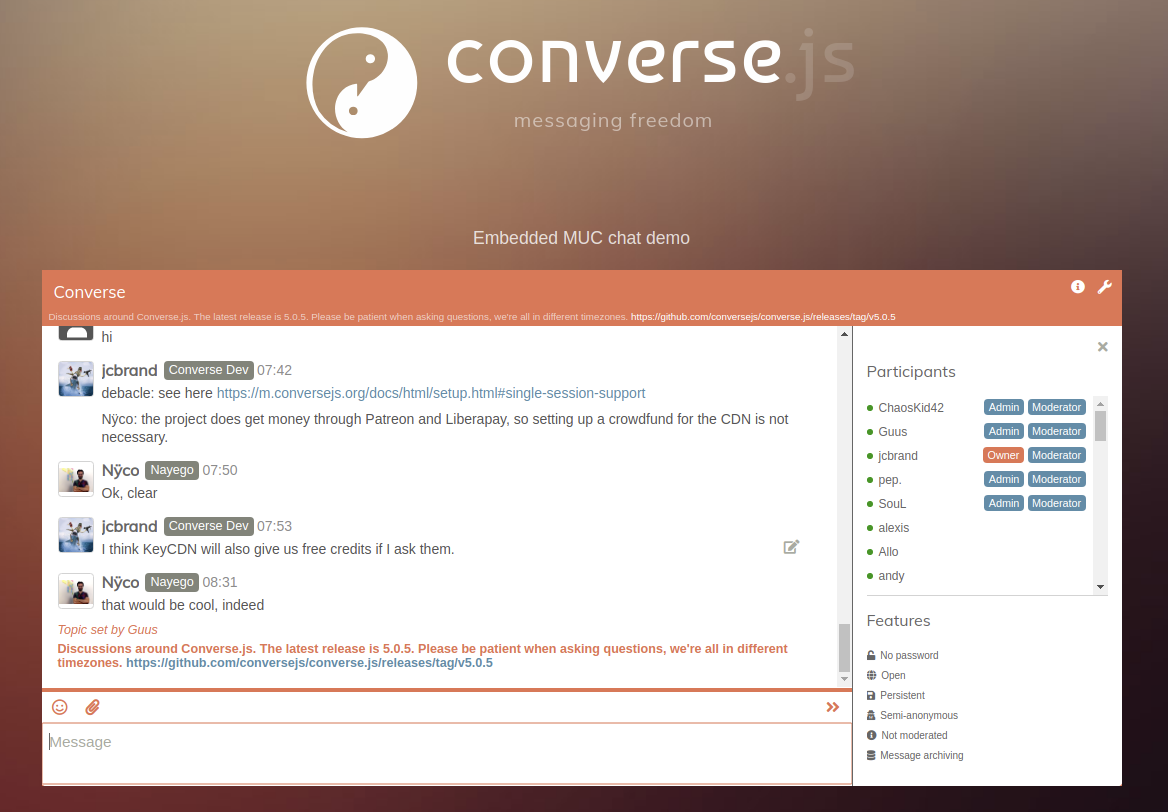 converse.js
messaging freedom
Embedded MUC chat demo
Converse
Discussions around Converse.js. The latest release is 5.0.5. Please be patient when asking questions, we're all in different timezones. https://github.com/conversejs/converse.js/releases/tag/v5.0.5
hi
jcbrand Converse Dev 07:42
debacle: see here https://m.conversejs.org/docs/html/setup.html#single-session-support
Nÿco: the project does get money through Patreon and Liberapay, so setting up a crowdfund for the CDN is not
necessary.
Nÿco Nayego 07:50
Ok, clear
jcbrand Converse Dev 07:53
I think KeyCDN will also give us free credits if I ask them.
Nÿco Nayego 08:31
that would be cool, indeed
Topic set by Guus
Discussions around Converse.js. The latest release is 5.0.5. Please be patient when asking questions, we're all in different
timezones. https://github.com/conversejs/converse.js/releases/tag/v5.0.5
Message
Participants
ChaosKid42 Admin Moderator
Guus Admin Moderator
jcbrand Owner Moderator
pep. Admin Moderator
SouL Admin Moderator
alexis
Allo
andy
Features
No password
Open
Persistent
Semi-anonymous
Not moderated
Message archiving